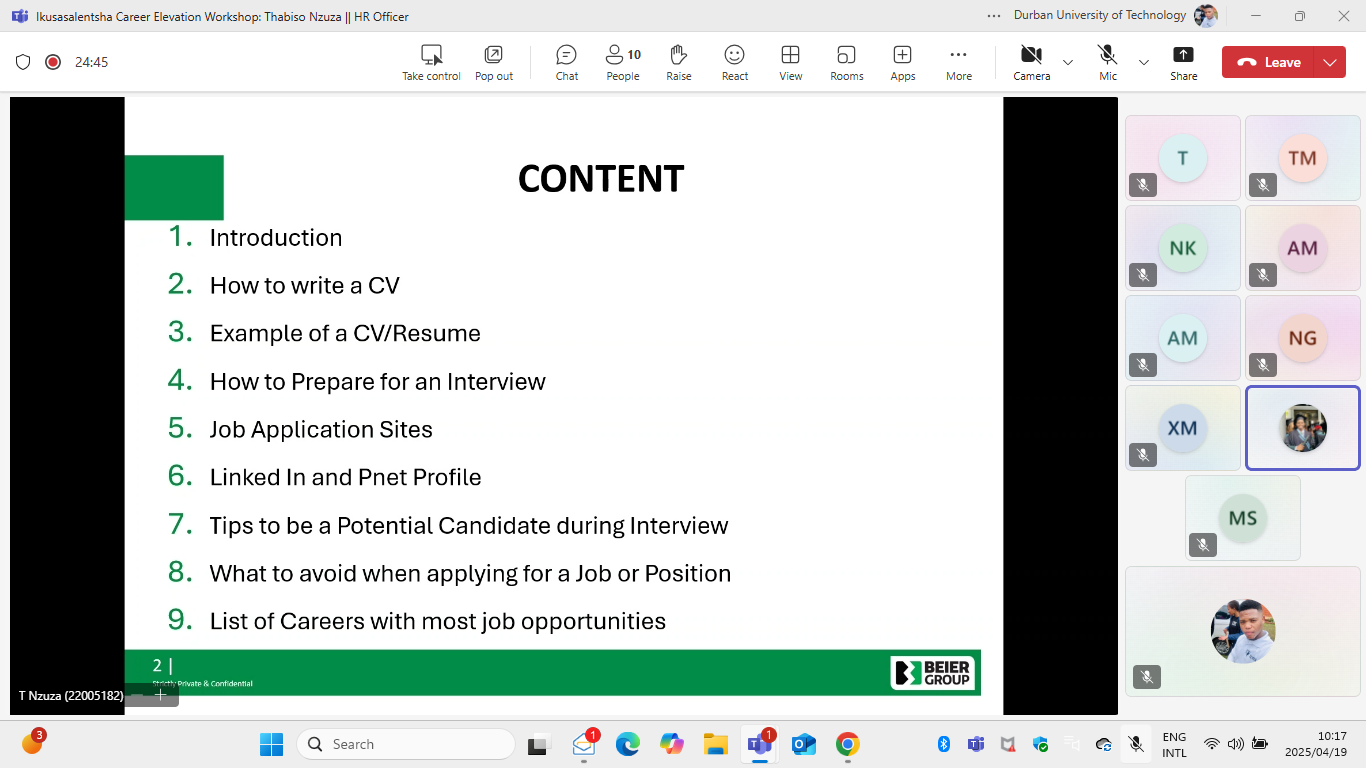 Ikusasalentsha Career Elevation Workshop: Thabiso Nzuza || HR Officer
Durban University of Technology
24:45
Take control
Pop out
Chat
10
People
Raise
React
View
Rooms
Apps
More
Camera
Mic
Share
Leave
CONTENT
1. Introduction
2. How to write a CV
3. Example of a CV/Resume
4. How to Prepare for an Interview
5. Job Application Sites
6. Linked In and Pnet Profile
7. Tips to be a Potential Candidate during Interview
8. What to avoid when applying for a Job or Position
9. List of Careers with most job opportunities
2 |
Strictly Private & Confidential
BEIER
GROUP
T Nzuza (22005182)
T
TM
NK
AM
AM
NG
XM
MS
3
Search
1
1
ENG
INTL
10:17
2025/04/19